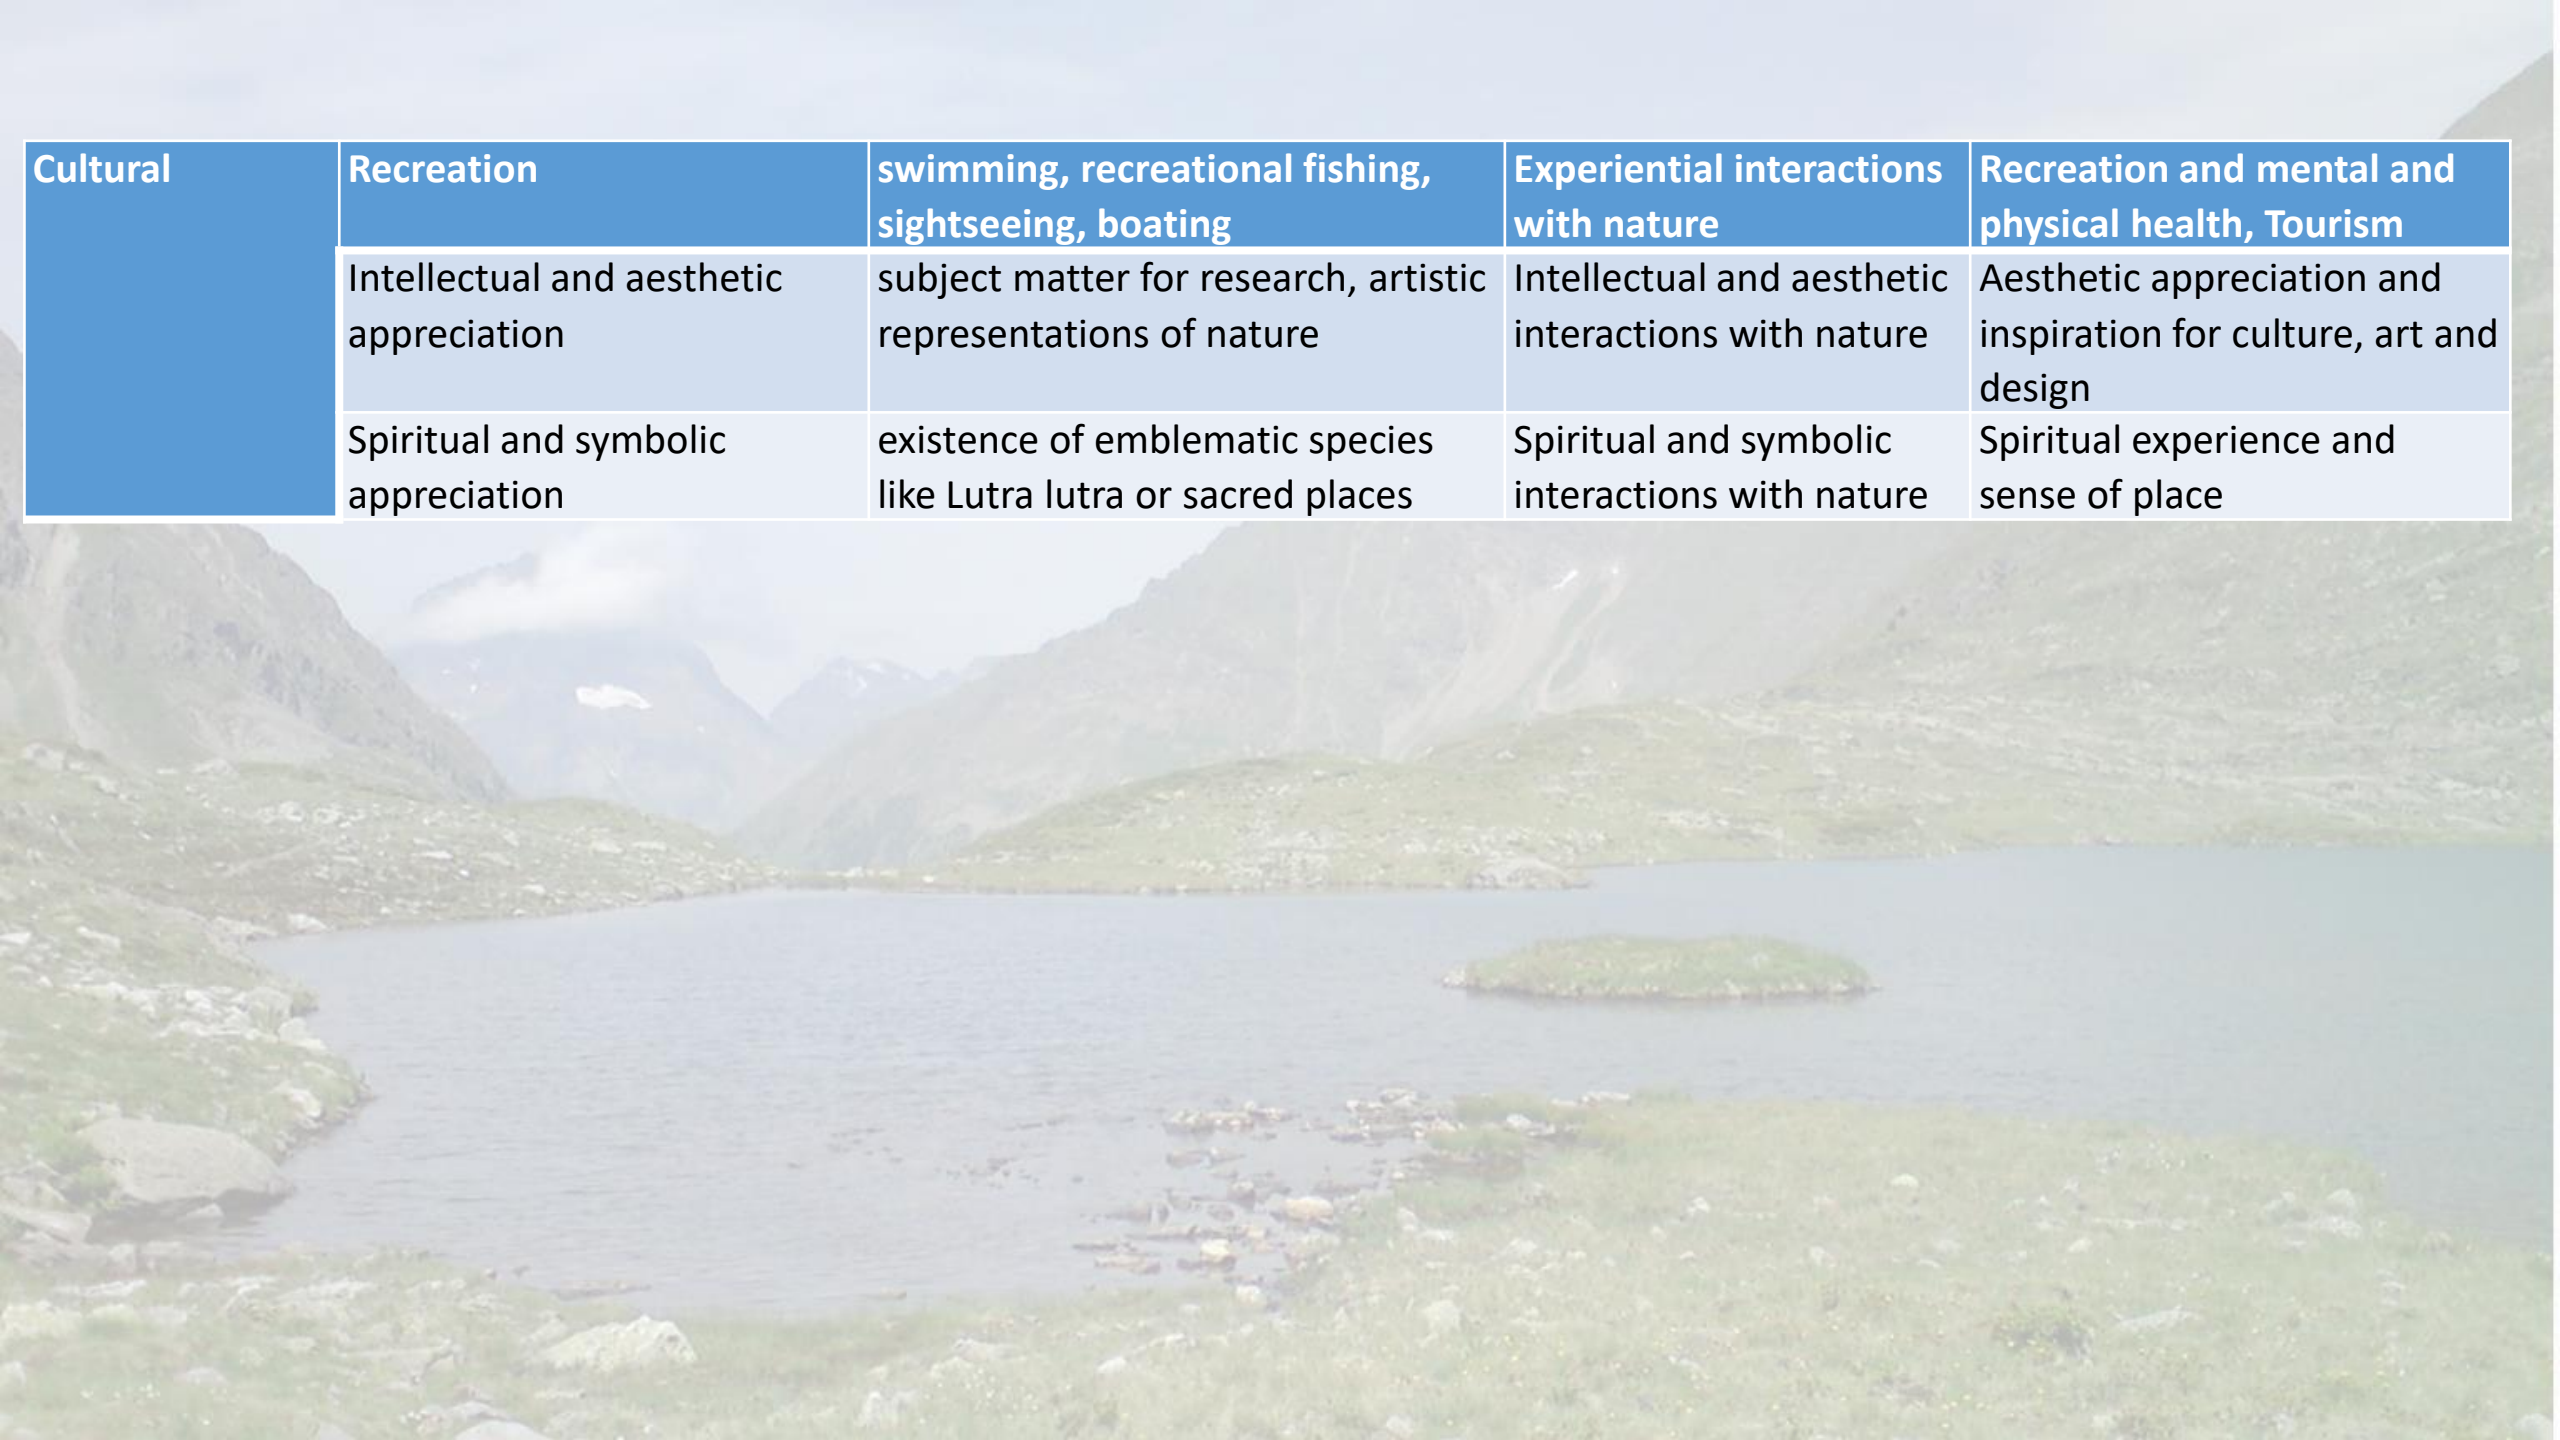 Cultural
Recreation
swimming, recreational fishing,
sightseeing, boating
Experiential interactions
with nature
Recreation and mental and
physical health, Tourism
Intellectual and aesthetic
appreciation
subject matter for research, artistic
representations of nature
Intellectual and aesthetic
interactions with nature
Aesthetic appreciation and
inspiration for culture, art and
design
Spiritual and symbolic
appreciation
existence of emblematic species
like Lutra lutra or sacred places
Spiritual and symbolic
interactions with nature
Spiritual experience and
sense of place